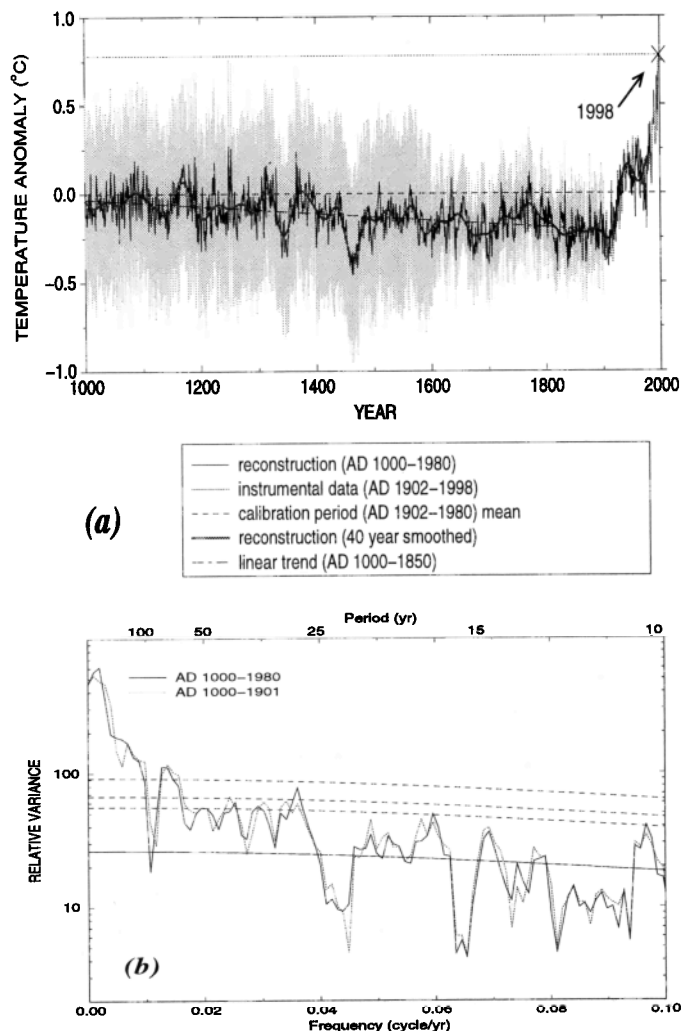 1.0
0.5
0.0
-0.5
-1.0
TEMPERATURE ANOMALY (°C)
1998
1000 1200 1400 1600 1800 2000
YEAR
(a)
reconstruction (AD 1000–1980)
instrumental data (AD 1902–1998)
calibration period (AD 1902–1980) mean
reconstruction (40 year smoothed)
linear trend (AD 1000–1850)
Period (yr)
100 50 25 15 10
AD 1000–1980
AD 1000–1901
100
10
RELATIVE VARIANCE
(b)
0.00 0.02 0.04 0.06 0.08 0.10
Frequency (cycle/yr)